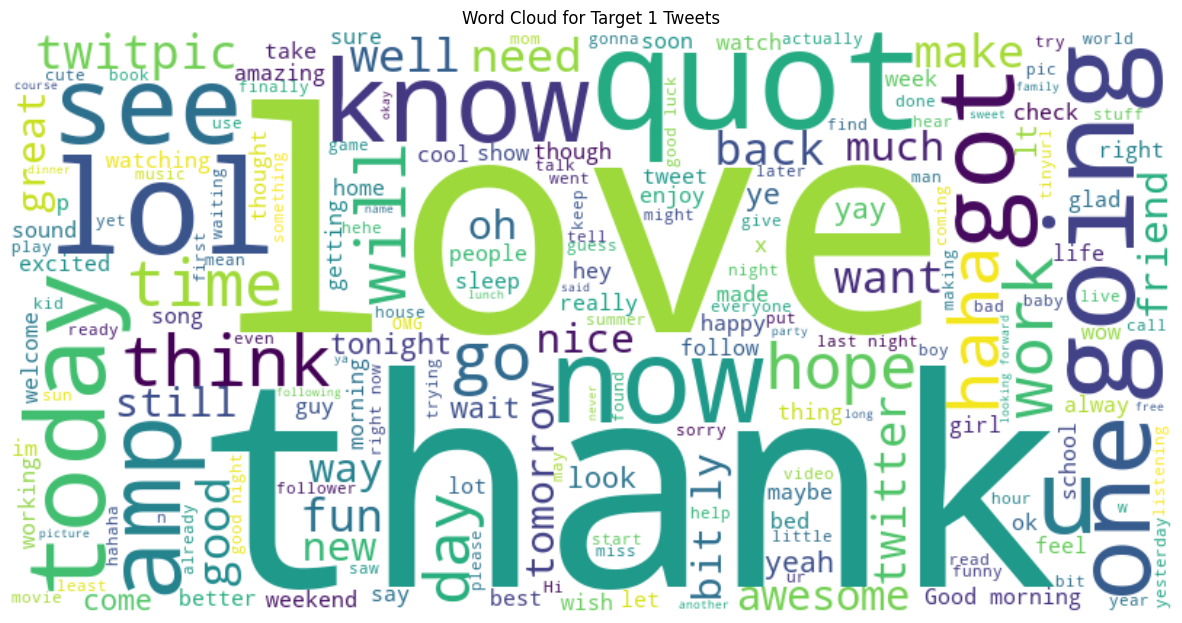 Word Cloud for Target 1 Tweets
twitpic
take
sure
well
need
gonna
soon
watch
actually
make
try
world
cute
book
amazing
mom
week
pic
course
see
finally
know
okay
quot
done
family
check
stuff
great
use
game
good luck
hear
sweet
got
going
lol
watching
music
thought
something
will
cool
show
though
talk
went
back
find
much
lt
tinyurl
right
dinner
p
yet
waiting
home
hehe
name
love
oh
people
sleep
tweet
enjoy
might
keep
tell
guess
ye
later
give
man
yay
glad
friend
sound
play
first
mean
getting
hey
said
x
night
coming
life
excited
time
lunch
really
made
everyone
want
making
haha
work
bad
baby
live
kid
song
house
OMG
summer
happy
put
party
wow
call
today
ready
even
tonight
go
nice
follow
last night
boy
looking forward
welcome
sun
think
ya
trying
now
hope
still
following
guy
morning
right now
wait
never
found
thing
long
girl
alway
free
im
working
amp
thank
tomorrow
sorry
twitter
u
one
school
way
follower
lot
look
may
bitly
video
maybe
hour
ok
feel
w
listening
yesterday
picture
hahaha
n
already
good
good night
fun
new
saw
day
please
start
miss
help
bed
little
yeah
ur
read
funny
bit
least
movie
come
better
weekend
say
best
Hi
wish
let
another
awesome
Good morning
year